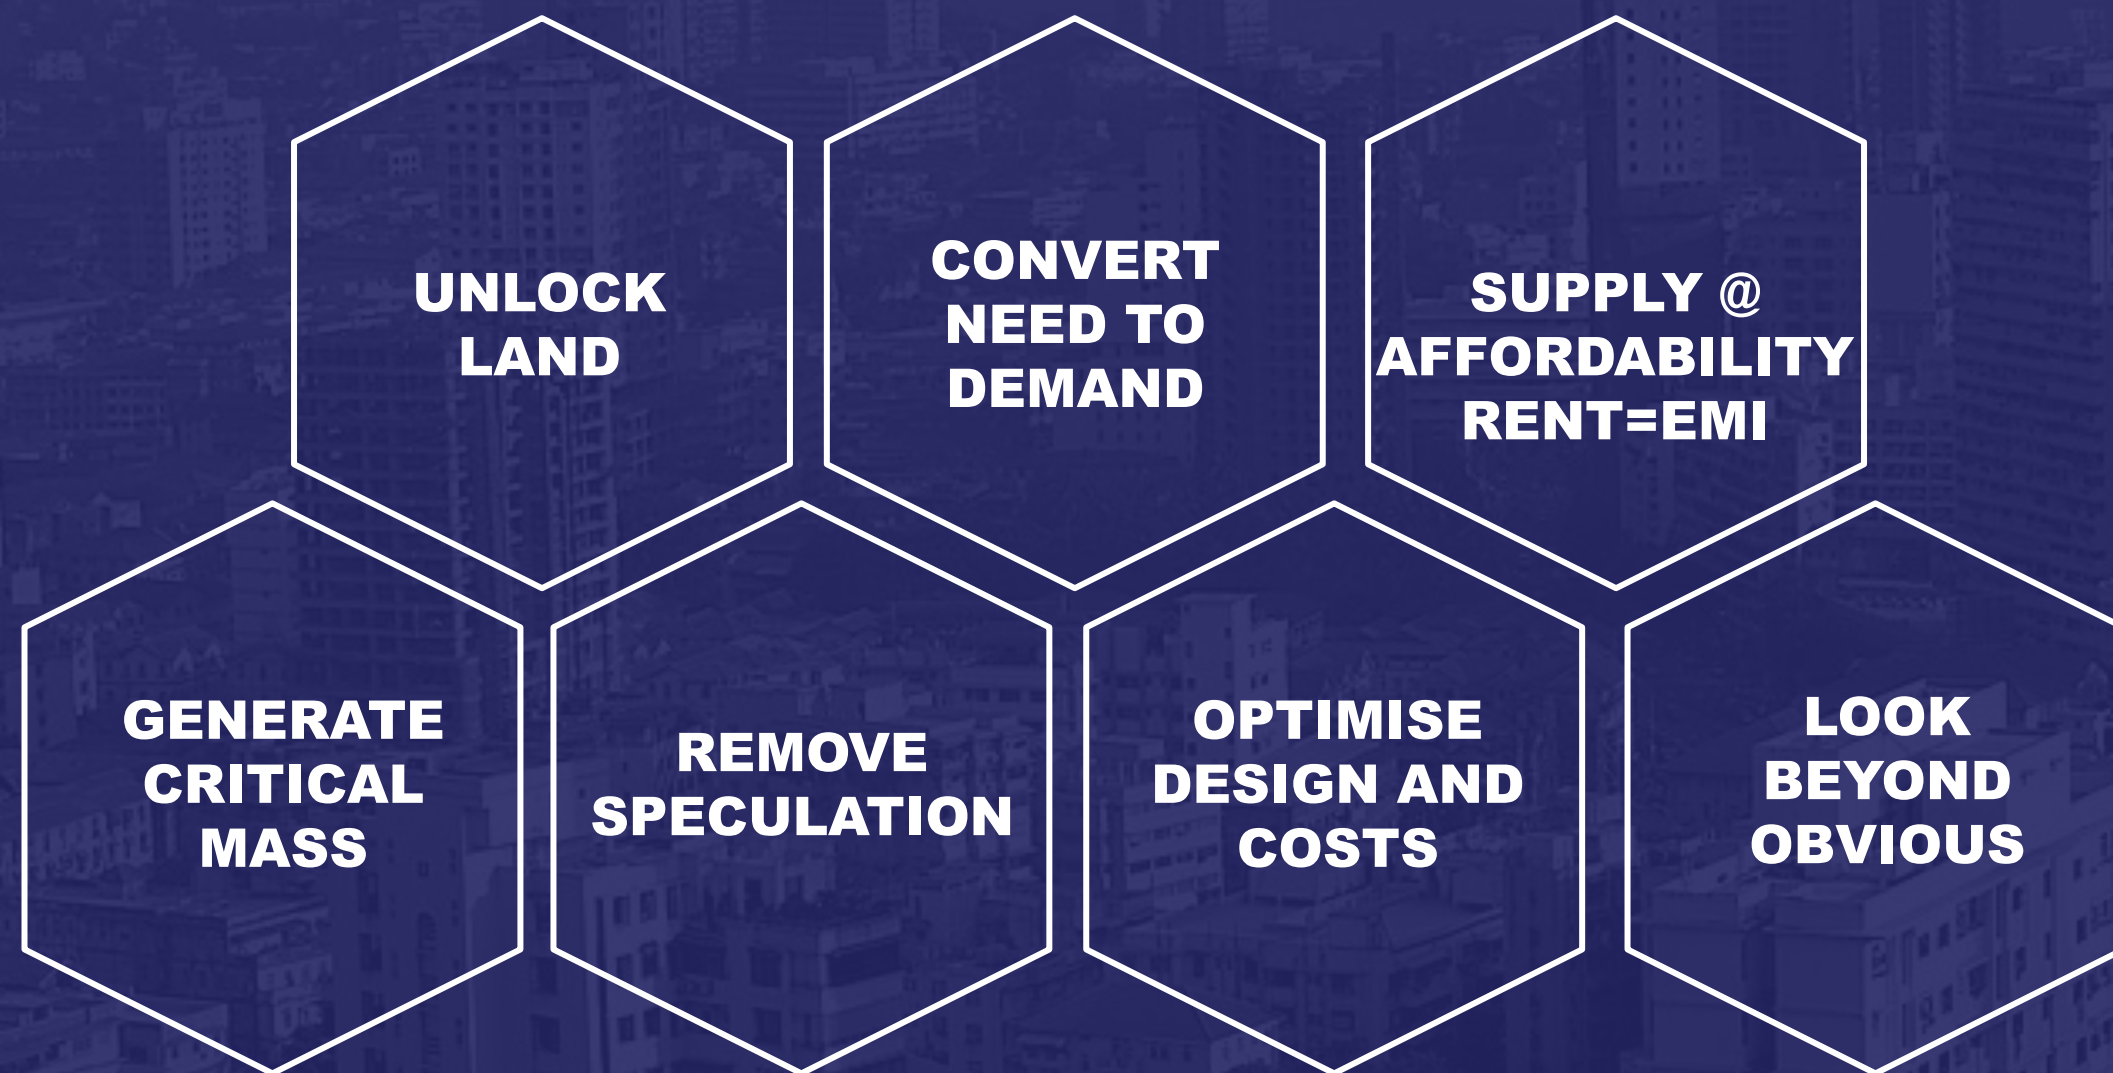 UNLOCK
LAND
CONVERT
NEED TO
DEMAND
SUPPLY @
AFFORDABILITY
RENT=EMI
GENERATE
CRITICAL
MASS
REMOVE
SPECULATION
OPTIMISE
DESIGN AND
COSTS
LOOK
BEYOND
OBVIOUS